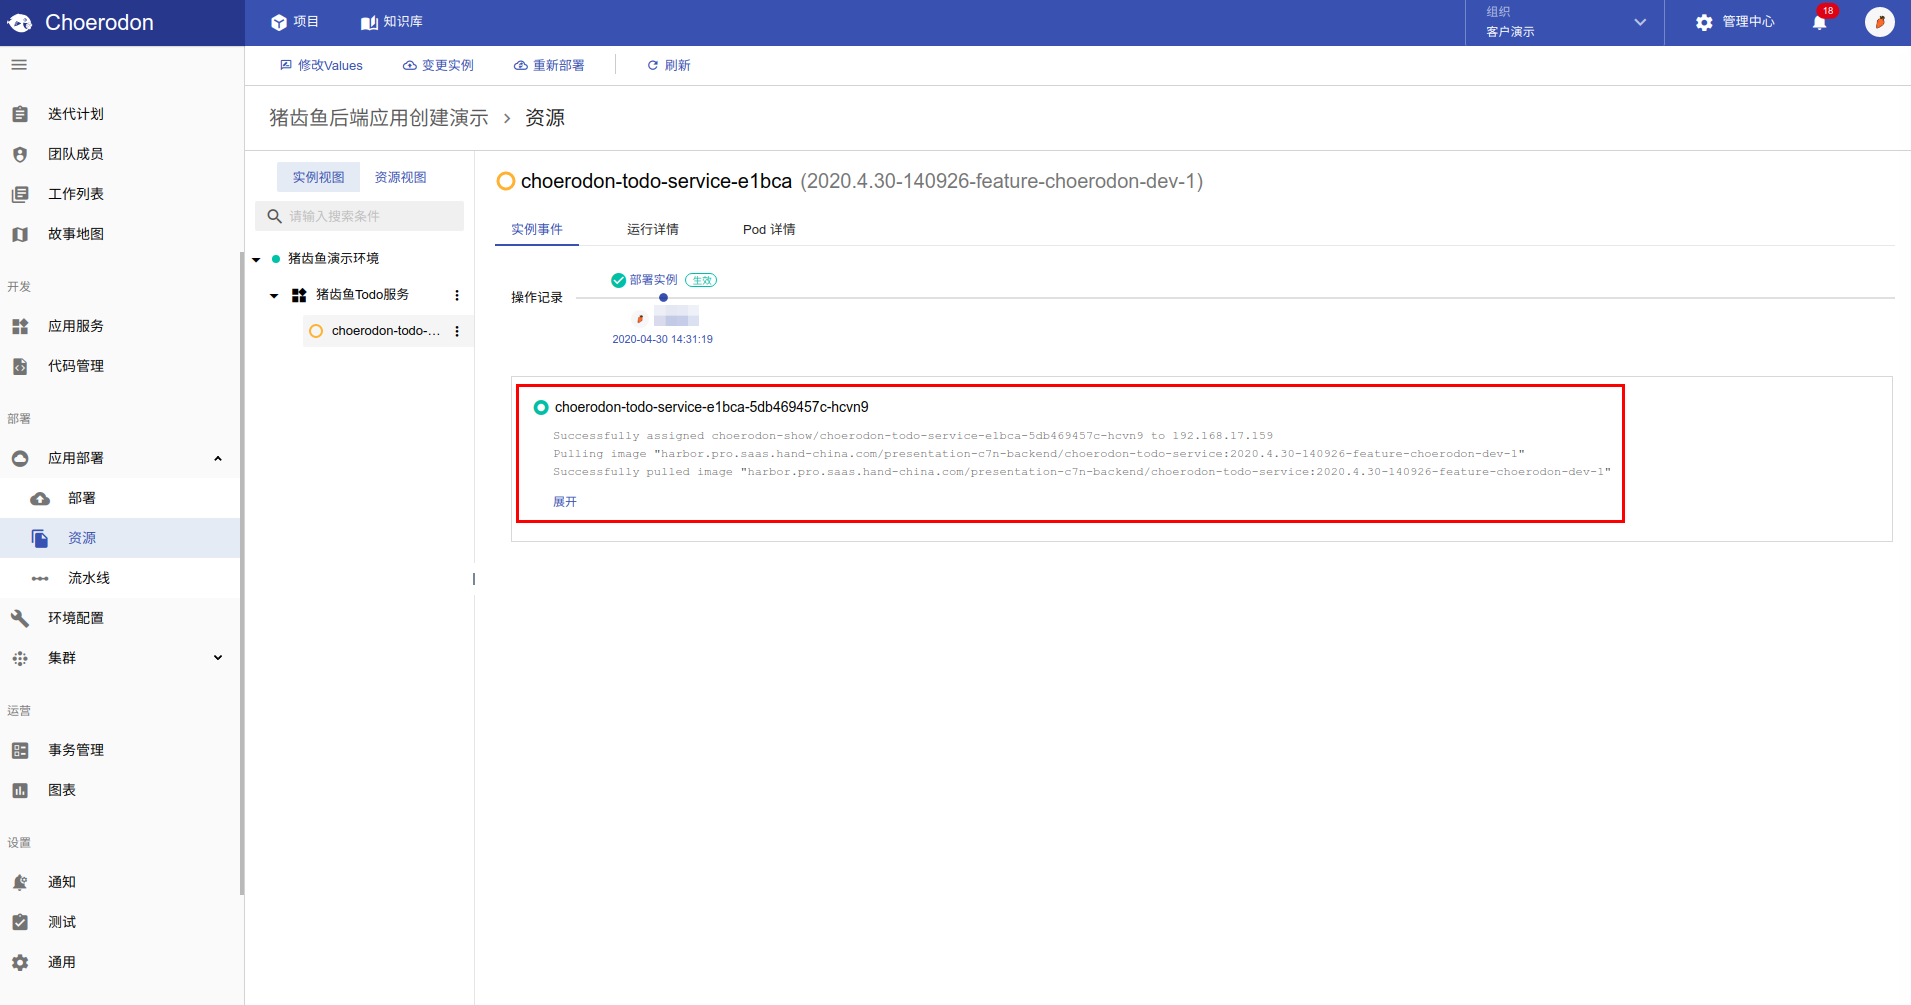 Choerodon
项目
知识库
组织
客户演示
管理中心
18
修改Values
变更实例
重新部署
刷新
猪齿鱼后端应用创建演示 › 资源
迭代计划
团队成员
工作列表
故事地图
开发
应用服务
代码管理
部署
应用部署
部署
资源
流水线
环境配置
集群
运营
事务管理
图表
设置
通知
测试
通用
实例视图
资源视图
请输入搜索条件
猪齿鱼演示环境
猪齿鱼Todo服务
choerodon-todo-...
choerodon-todo-service-e1bca (2020.4.30-140926-feature-choerodon-dev-1)
实例事件
运行详情
Pod 详情
操作记录
部署实例
生效
2020-04-30 14:31:19
choerodon-todo-service-e1bca-5db469457c-hcvn9
Successfully assigned choerodon-show/choerodon-todo-service-e1bca-5db469457c-hcvn9 to 192.168.17.159
Pulling image "harbor.pro.saas.hand-china.com/presentation-c7n-backend/choerodon-todo-service:2020.4.30-140926-feature-choerodon-dev-1"
Successfully pulled image "harbor.pro.saas.hand-china.com/presentation-c7n-backend/choerodon-todo-service:2020.4.30-140926-feature-choerodon-dev-1"
展开